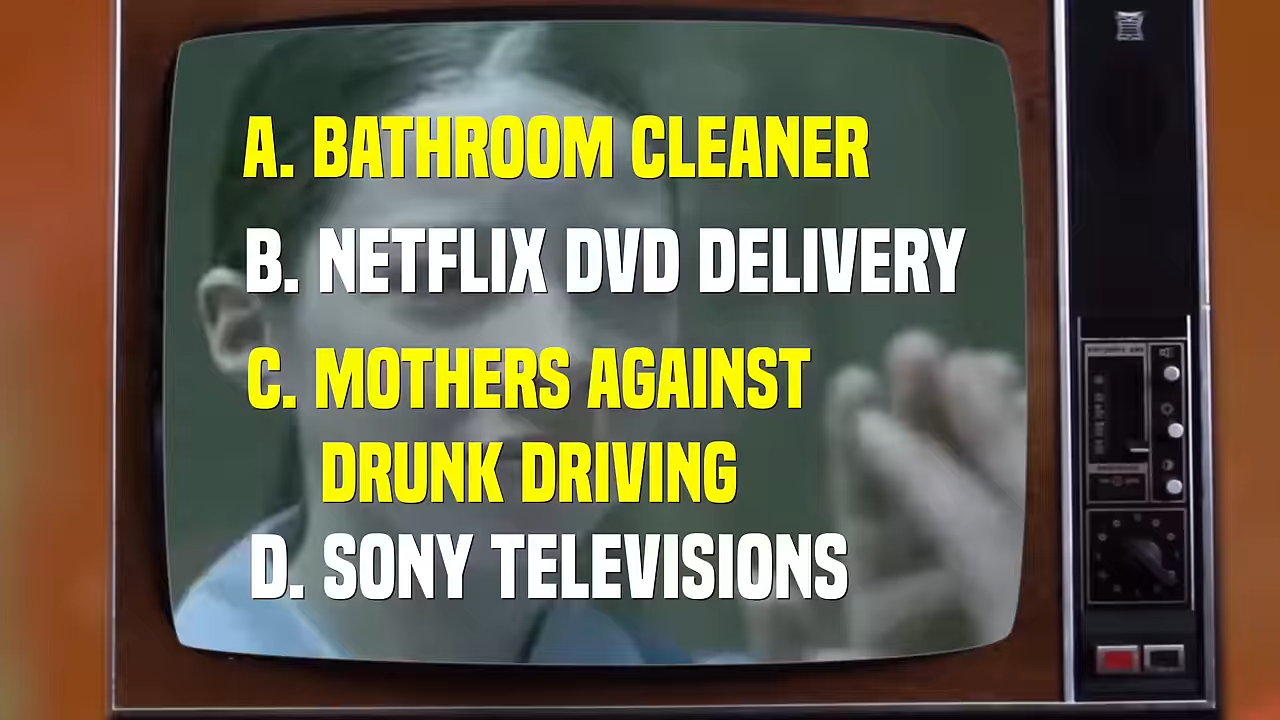 A. BATHROOM CLEANER
B. NETFLIX DVD DELIVERY
C. MOTHERS AGAINST
DRUNK DRIVING
D. SONY TELEVISIONS